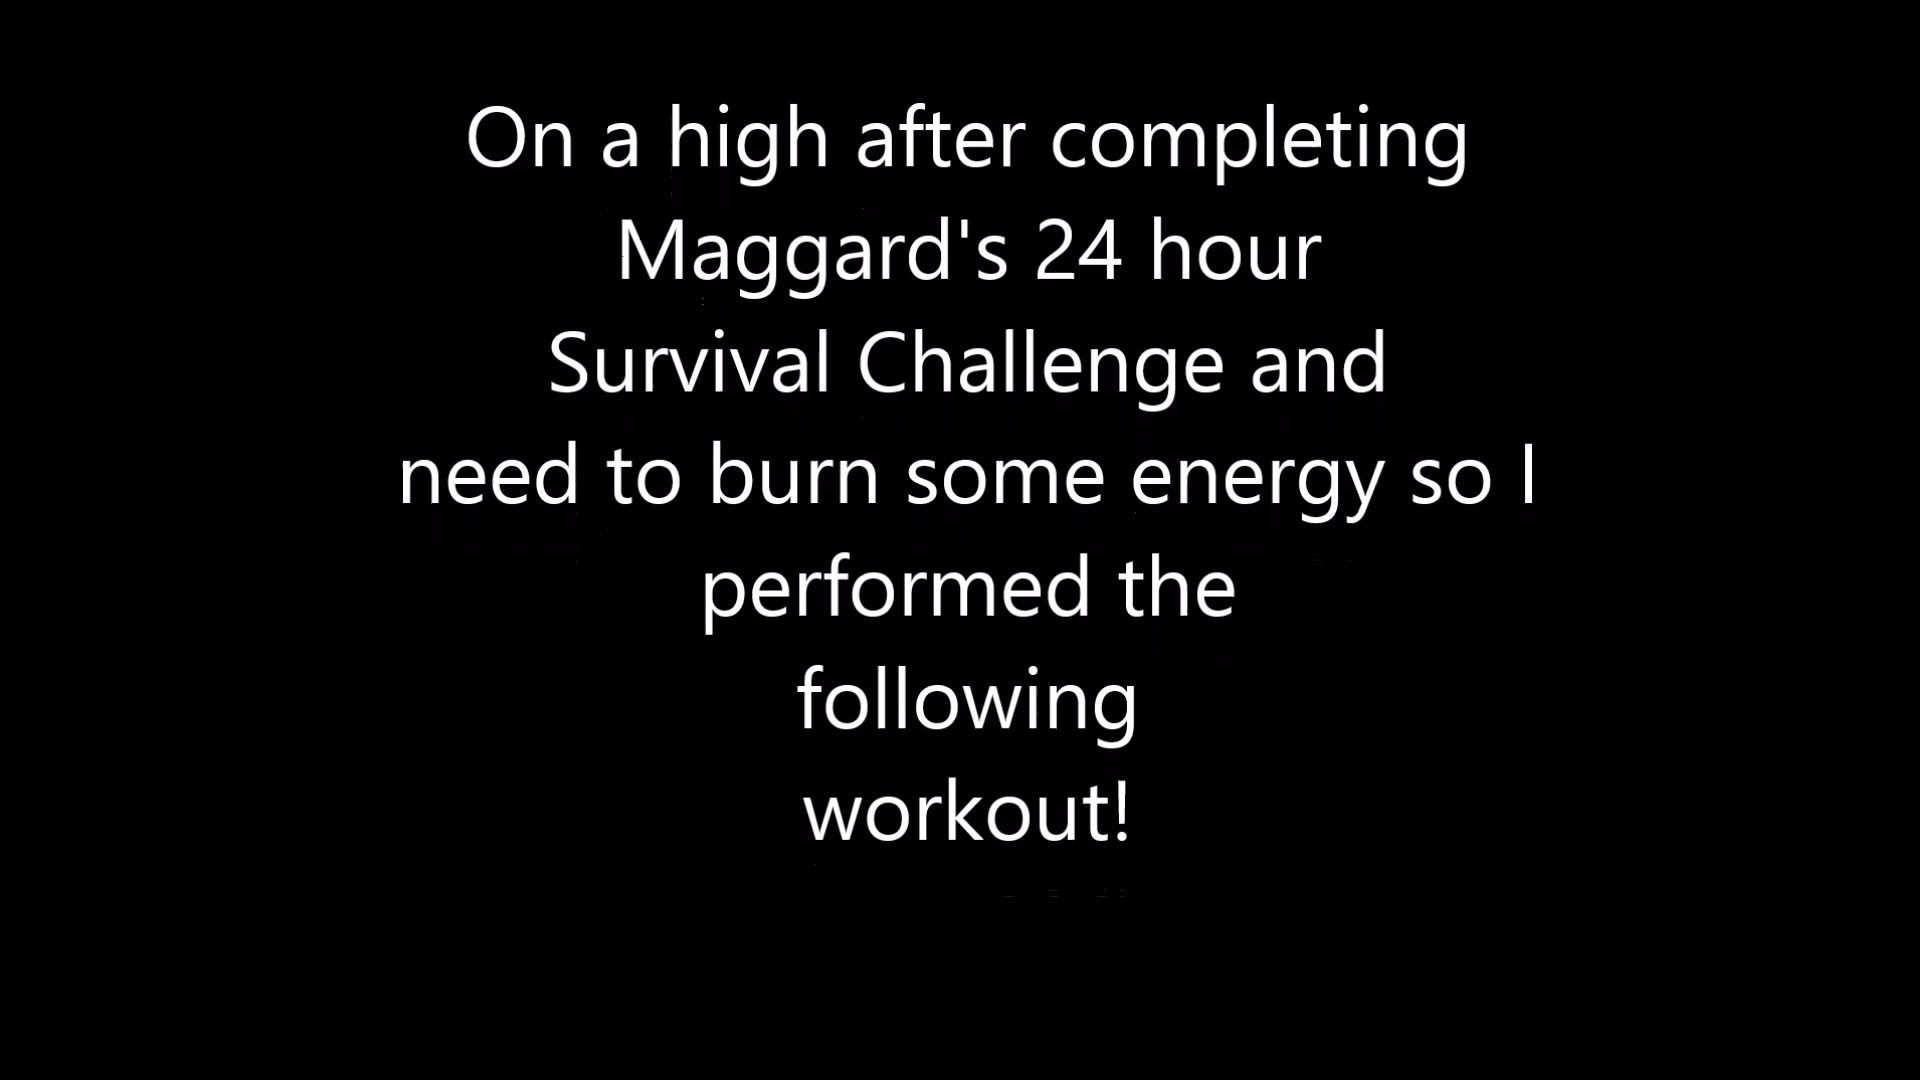 On a high after completing
Maggard's 24 hour
Survival Challenge and
need to burn some energy so I
performed the
following
workout!